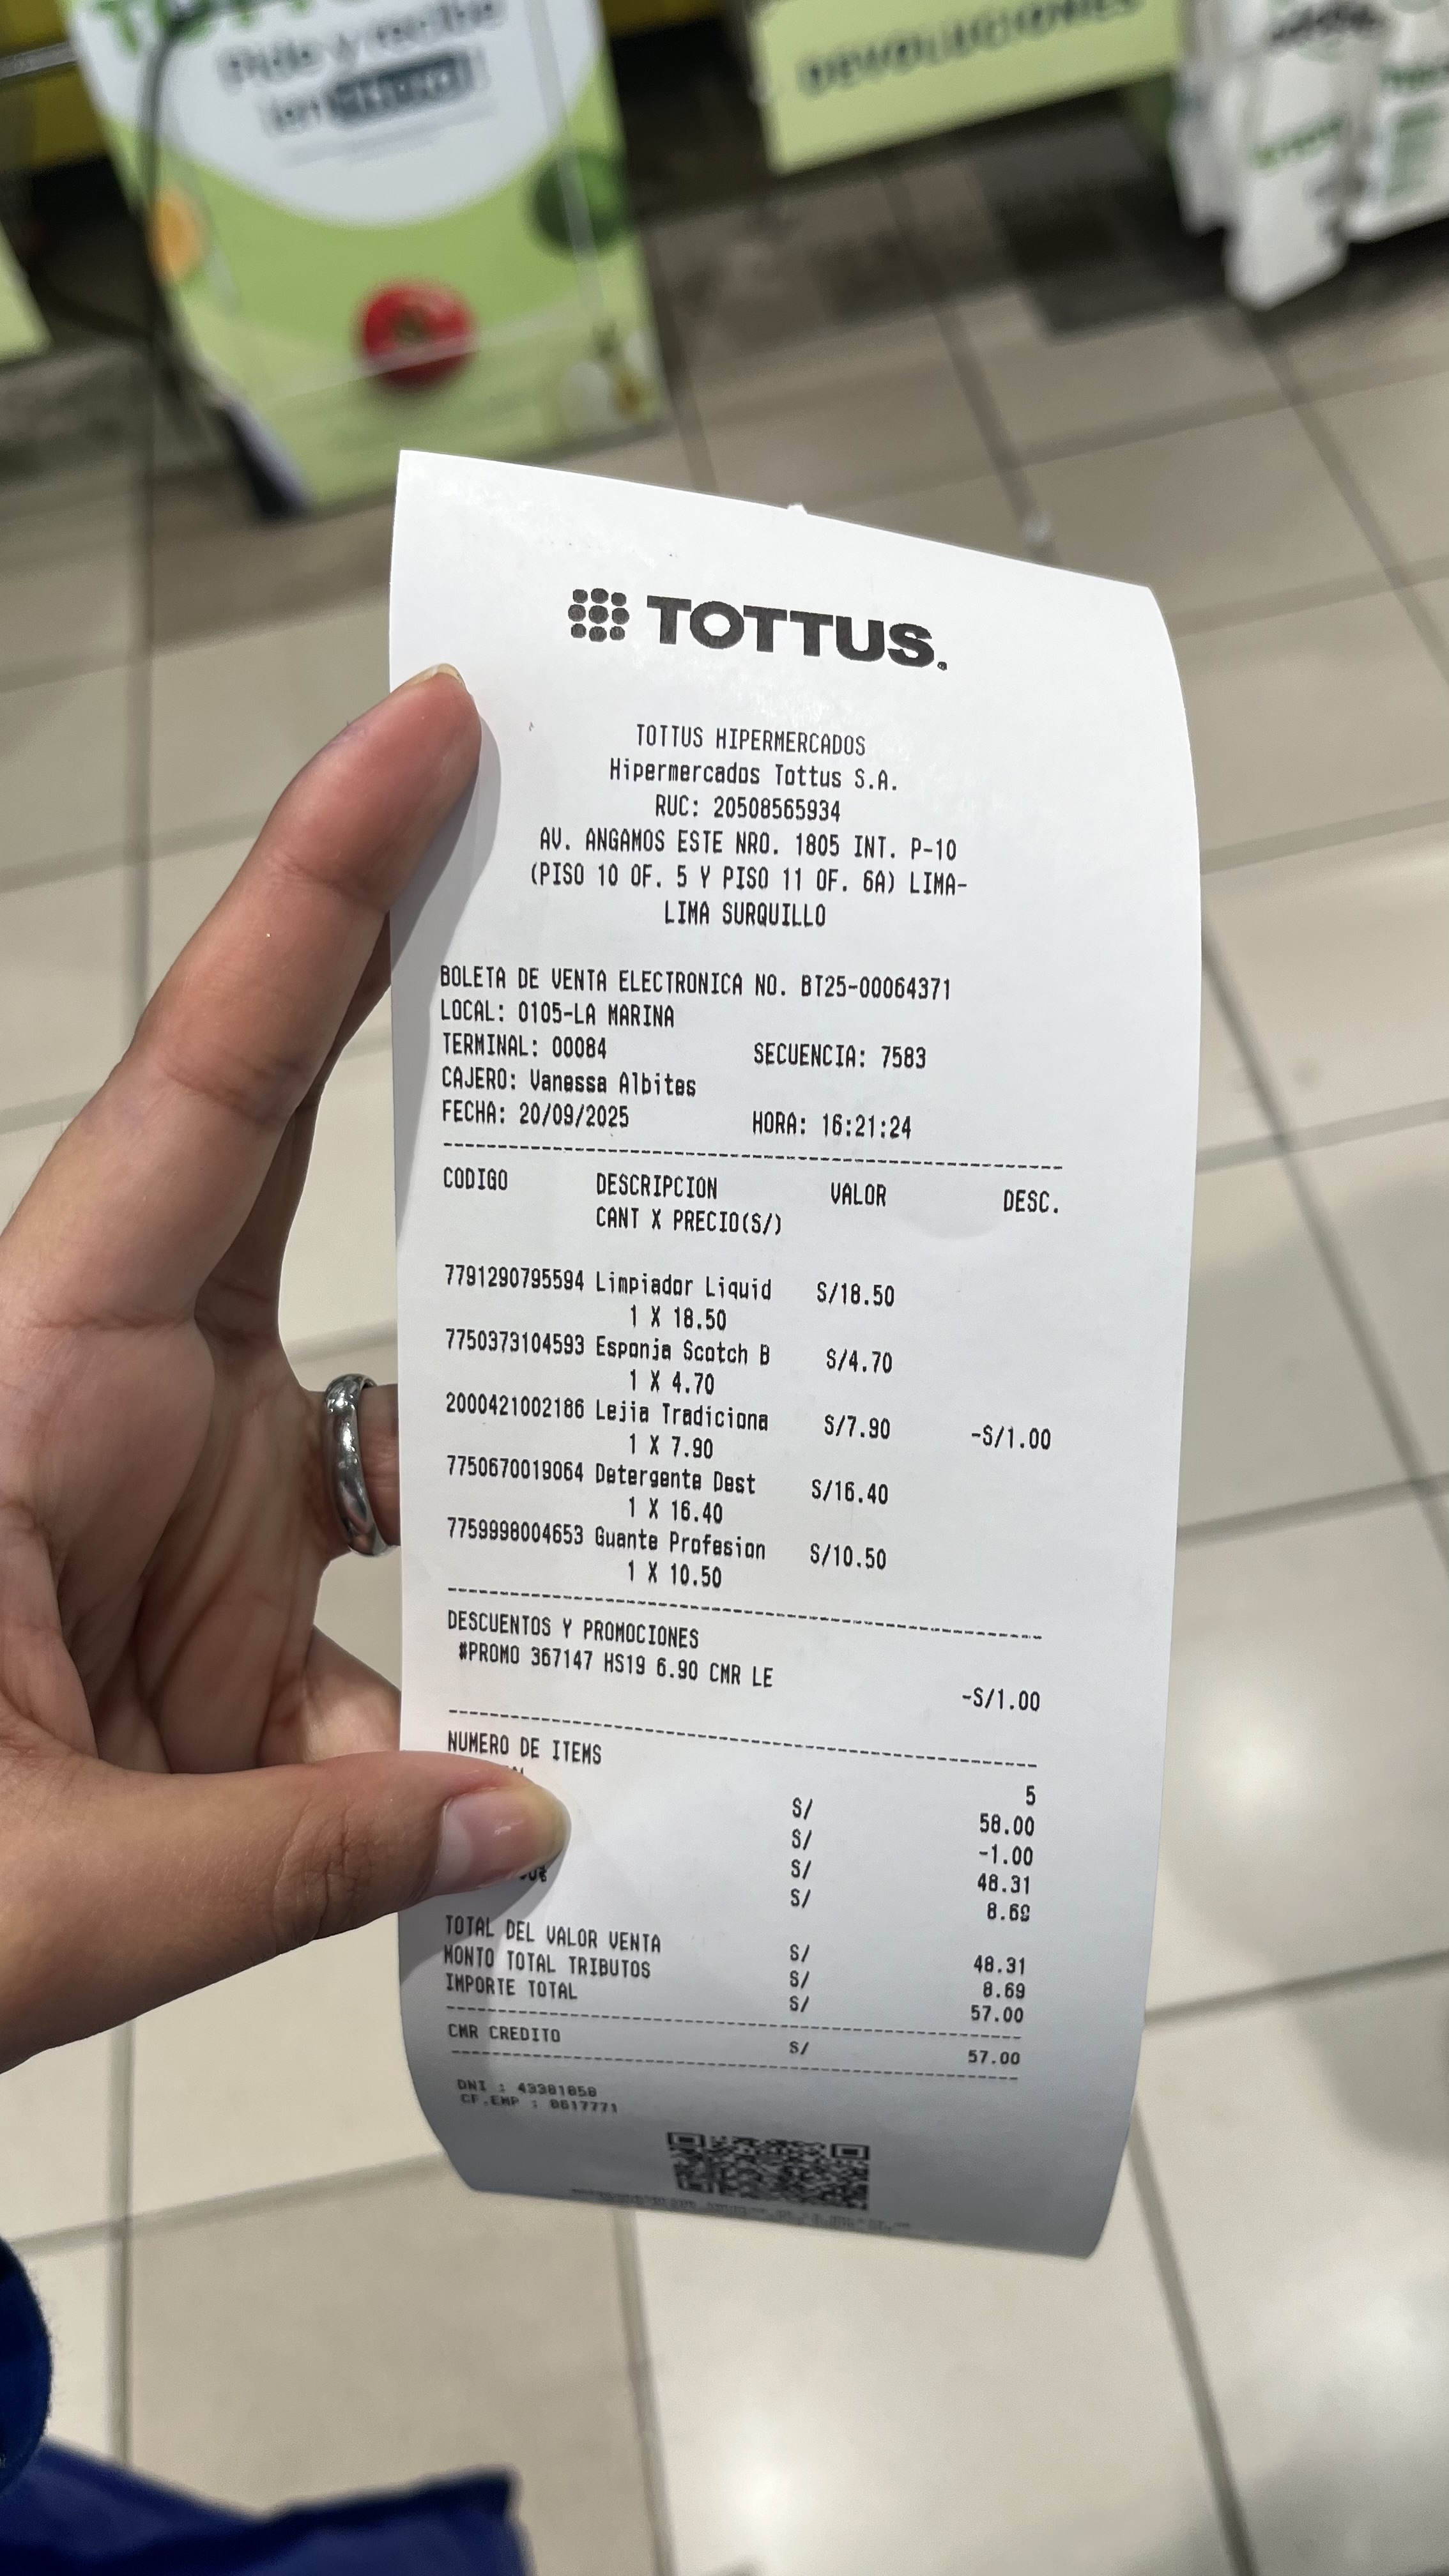 Pide y recibe
en
DEVOLUCIONES
TOTTUS.
TOTTUS HIPERMERCADOS
Hipermercados Tottus S.A.
RUC: 20508565934
AV. ANGAMOS ESTE NRO. 1805 INT. P-10
(PISO 10 OF. 5 Y PISO 11 OF. 6A) LIMA-
LIMA SURQUILLO
BOLETA DE VENTA ELECTRONICA NO. BT25-00064371
LOCAL: 0105-LA MARINA
TERMINAL: 00084 SECUENCIA: 7583
CAJERO: Vanessa Albites
FECHA: 20/09/2025 HORA: 16:21:24
CODIGO DESCRIPCION VALOR DESC.
CANT X PRECIO(S/)
7791290795594 Limpiador Liquid S/18.50
1 X 18.50
7750373104593 Esponja Scotch B S/4.70
1 X 4.70
2000421002186 Lejia Tradiciona S/7.90 -S/1.00
1 X 7.90
7750670019064 Detergente Dest S/16.40
1 X 16.40
7759998004653 Guante Profesion S/10.50
1 X 10.50
DESCUENTOS Y PROMOCIONES
#PROMO 367147 HS19 6.90 CMR LE -S/1.00
NUMERO DE ITEMS 5
S/ 58.00
S/ -1.00
S/ 48.31
S/ 8.69
TOTAL DEL VALOR VENTA S/ 48.31
MONTO TOTAL TRIBUTOS S/ 8.69
IMPORTE TOTAL S/ 57.00
CMR CREDITO S/ 57.00
DNI : 43381858
CF.EMP : 0617771